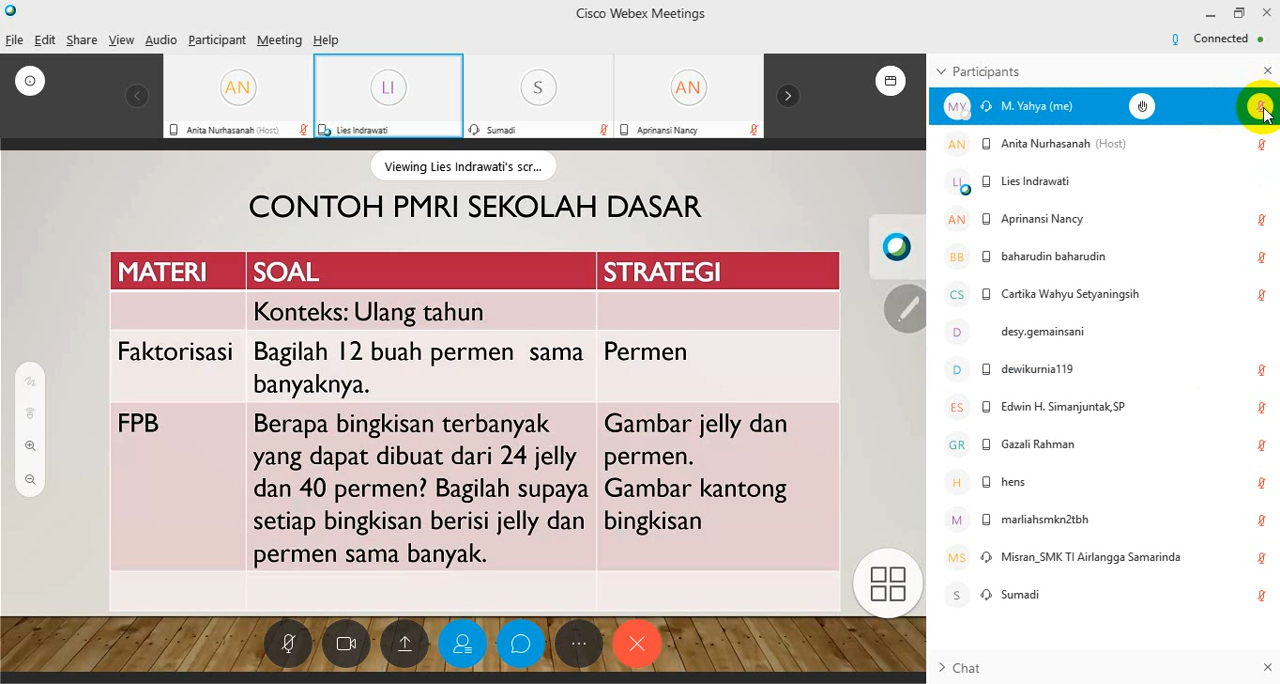 Cisco Webex Meetings
File Edit Share View Audio Participant Meeting Help
Connected
AN
LI
S
AN
Anita Nurhasanah (Host)
Lies Indrawati
Sumadi
Aprinansi Nancy
Viewing Lies Indrawati's scr...
CONTOH PMRI SEKOLAH DASAR
MATERI SOAL STRATEGI
Konteks: Ulang tahun
Faktorisasi Bagilah 12 buah permen sama Permen
banyaknya.
FPB Berapa bingkisan terbanyak Gambar jelly dan
yang dapat dibuat dari 24 jelly permen.
dan 40 permen? Bagilah supaya Gambar kantong
setiap bingkisan berisi jelly dan bingkisan
permen sama banyak.
Participants
MY M. Yahya (me)
AN Anita Nurhasanah (Host)
LI Lies Indrawati
AN Aprinansi Nancy
BB baharudin baharudin
CS Cartika Wahyu Setyaningsih
D desy.gemainsani
D dewikurnia119
ES Edwin H. Simanjuntak,SP
GR Gazali Rahman
H hens
M marliahsmkn2tbh
MS Misran_SMK TI Airlangga Samarinda
S Sumadi
Chat